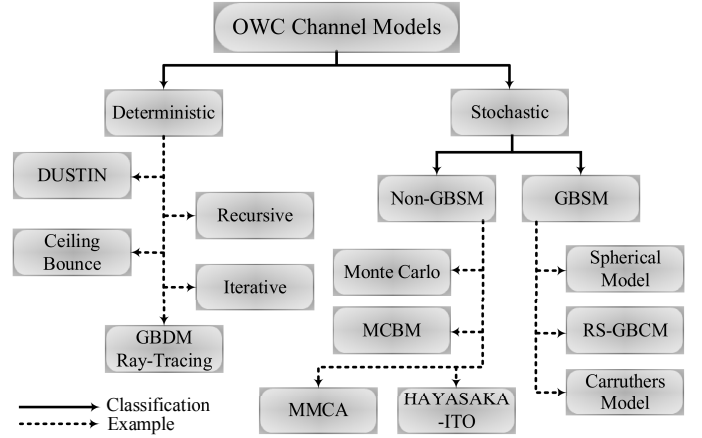 OWC Channel Models
Deterministic
Stochastic
DUSTIN
Recursive
Ceiling
Bounce
Iterative
GBDM
Ray-Tracing
Non-GBSM
GBSM
Monte Carlo
MCBM
MMCA
HAYASAKA
-ITO
Spherical
Model
RS-GBCM
Carruthers
Model
Classification
Example